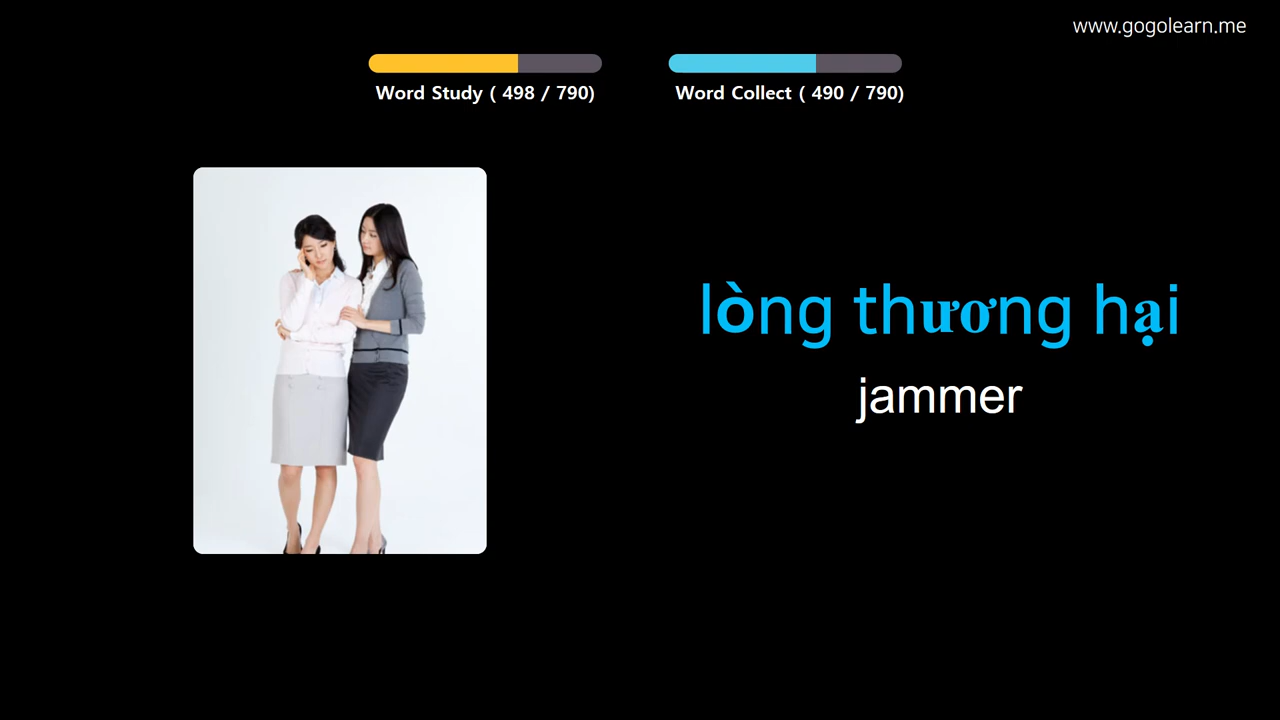 www.gogolearn.me
Word Study ( 498 / 790)
Word Collect ( 490 / 790)
lòng thương hại
jammer